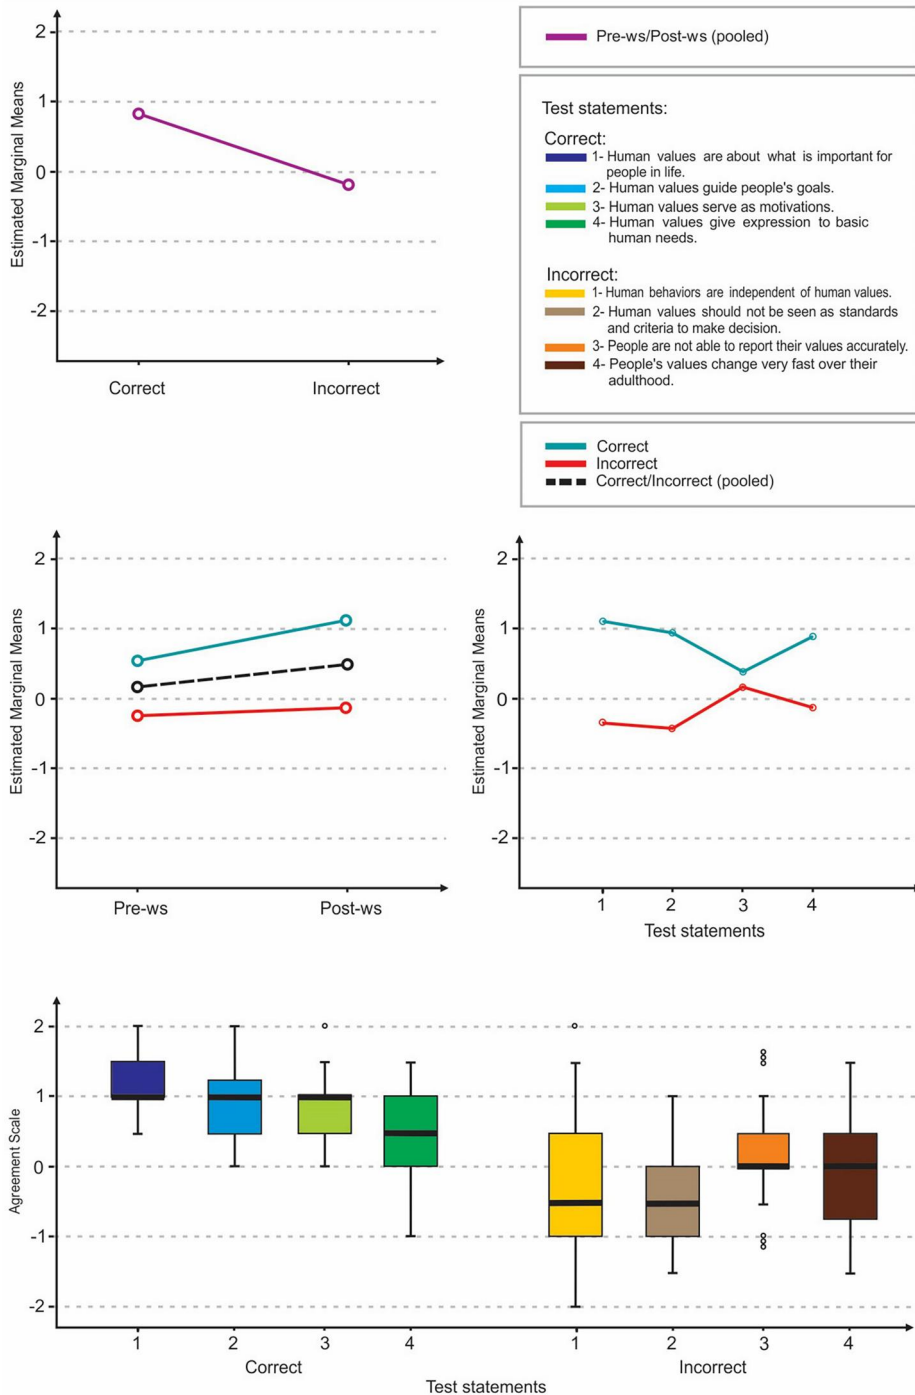 2
1
0
-1
-2
Estimated Marginal Means
Correct
Incorrect
Pre-ws/Post-ws (pooled)
Test statements:
Correct:
1- Human values are about what is important for
people in life.
2- Human values guide people's goals.
3- Human values serve as motivations.
4- Human values give expression to basic
human needs.
Incorrect:
1- Human behaviors are independent of human values.
2- Human values should not be seen as standards
and criteria to make decision.
3- People are not able to report their values accurately.
4- People's values change very fast over their
adulthood.
Correct
Incorrect
Correct/Incorrect (pooled)
2
1
0
-1
-2
Estimated Marginal Means
Pre-ws
Post-ws
2
1
0
-1
-2
Estimated Marginal Means
1 2 3 4
Test statements
2
1
0
-1
-2
Agreement Scale
1 2 3 4 1 2 3 4
Correct Incorrect
Test statements